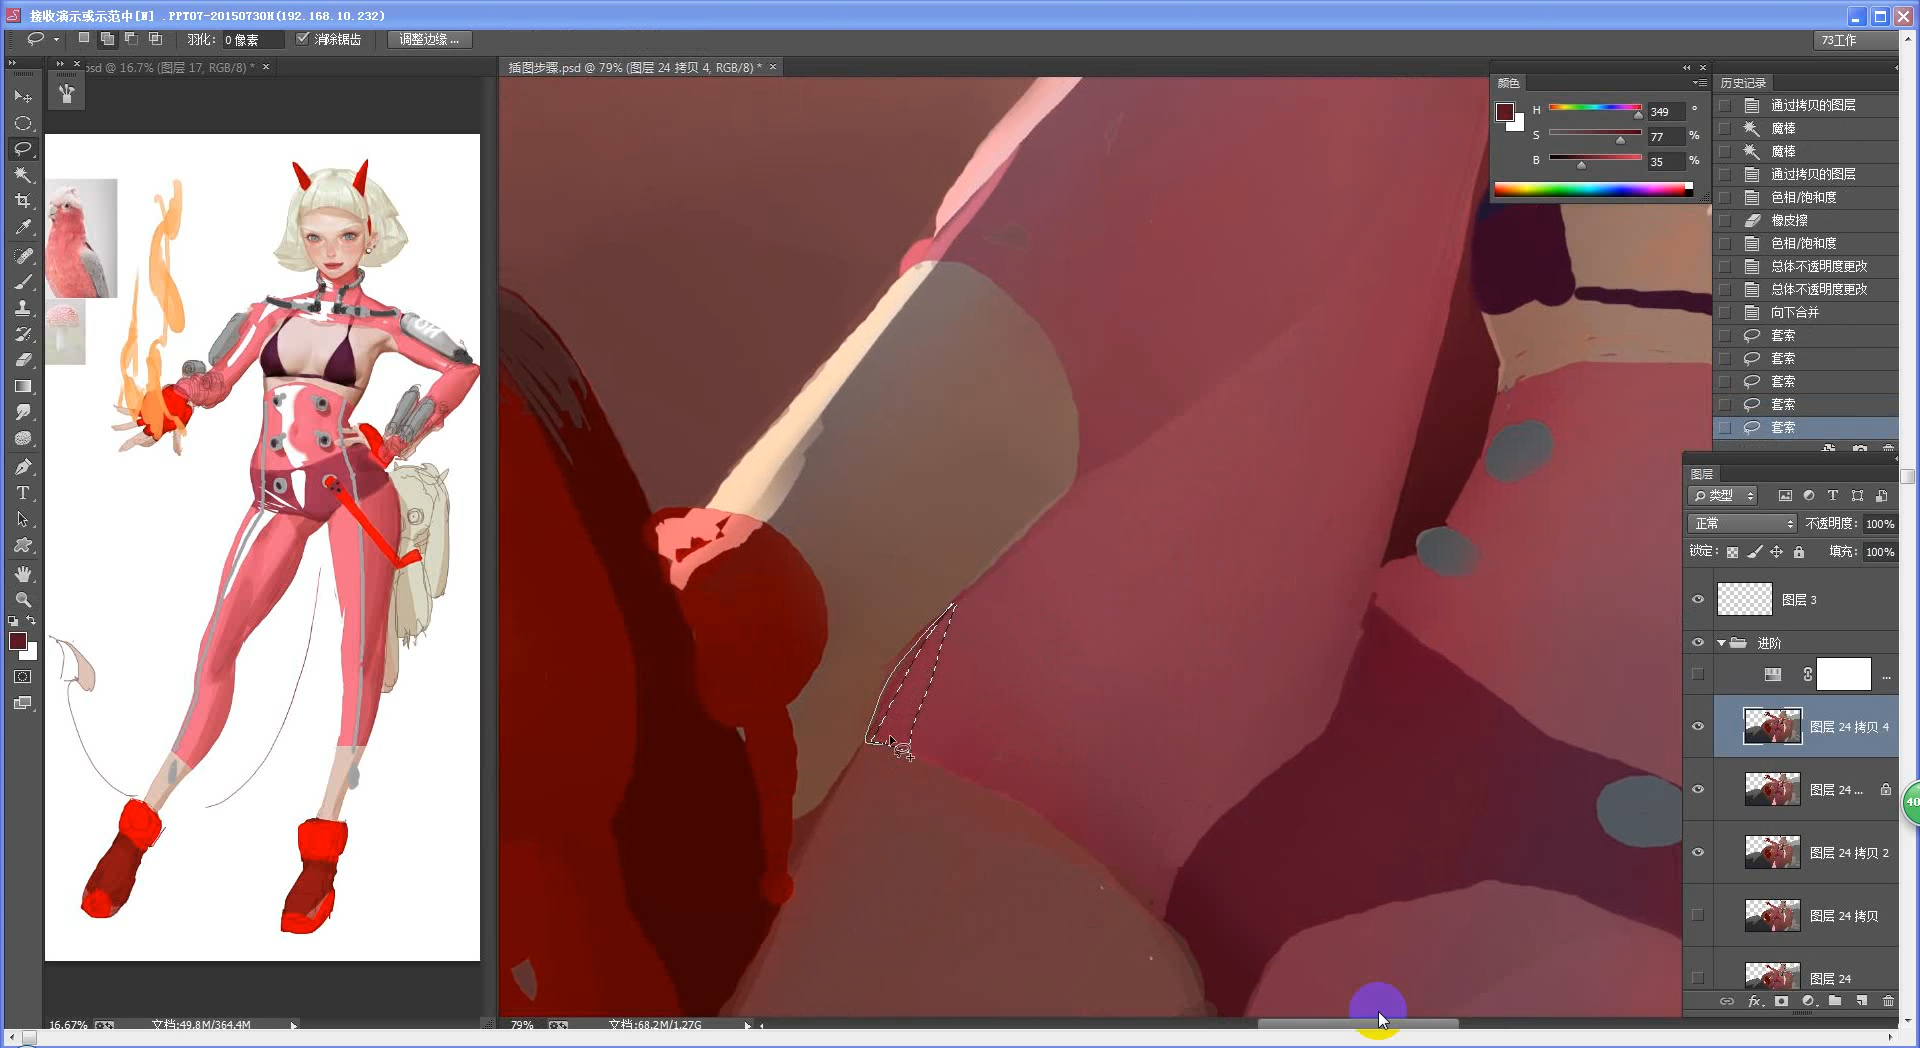 接收演示或示范中[W] .PPT07-20150730H(192.168.10.232)
羽化: 0 像素
消除锯齿
调整边缘 ...
73工作
psd @ 16.7% (图层 17, RGB/8) * ×
插图步骤.psd @ 79% (图层 24 拷贝 4, RGB/8) * ×
颜色
H 349 °
S 77 %
B 35 %
历史记录
通过拷贝的图层
魔棒
魔棒
通过拷贝的图层
色相/饱和度
橡皮擦
色相/饱和度
总体不透明度更改
总体不透明度更改
向下合并
套索
套索
套索
套索
套索
图层
类型
正常 不透明度: 100%
锁定: 填充: 100%
图层 3
进阶
...
图层 24 拷贝 4
图层 24 ...
图层 24 拷贝 2
图层 24 拷贝
图层 24
fx
40
16.67% 文档:49.8M/364.4M
79% 文档:68.2M/1.27G